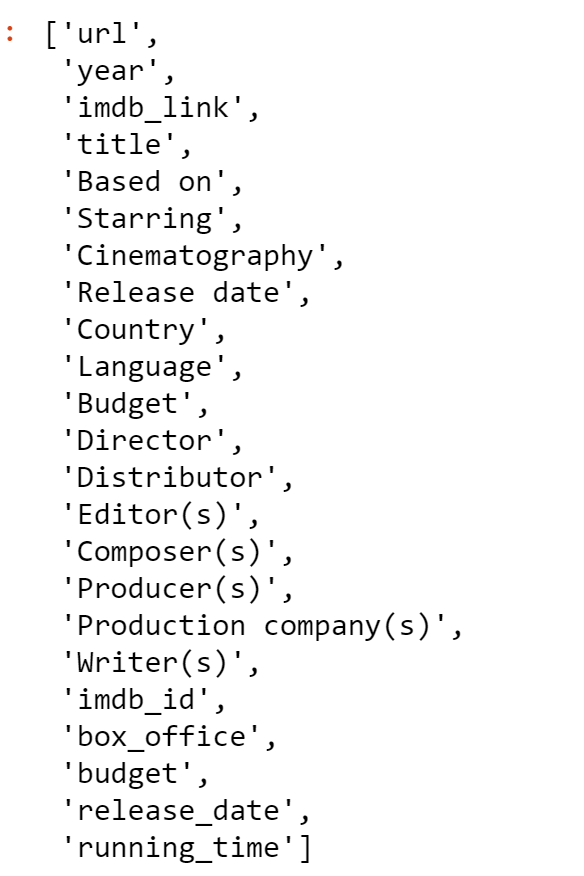 : ['url',
'year',
'imdb_link',
'title',
'Based on',
'Starring',
'Cinematography',
'Release date',
'Country',
'Language',
'Budget',
'Director',
'Distributor',
'Editor(s)',
'Composer(s)',
'Producer(s)',
'Production company(s)',
'Writer(s)',
'imdb_id',
'box_office',
'budget',
'release_date',
'running_time']